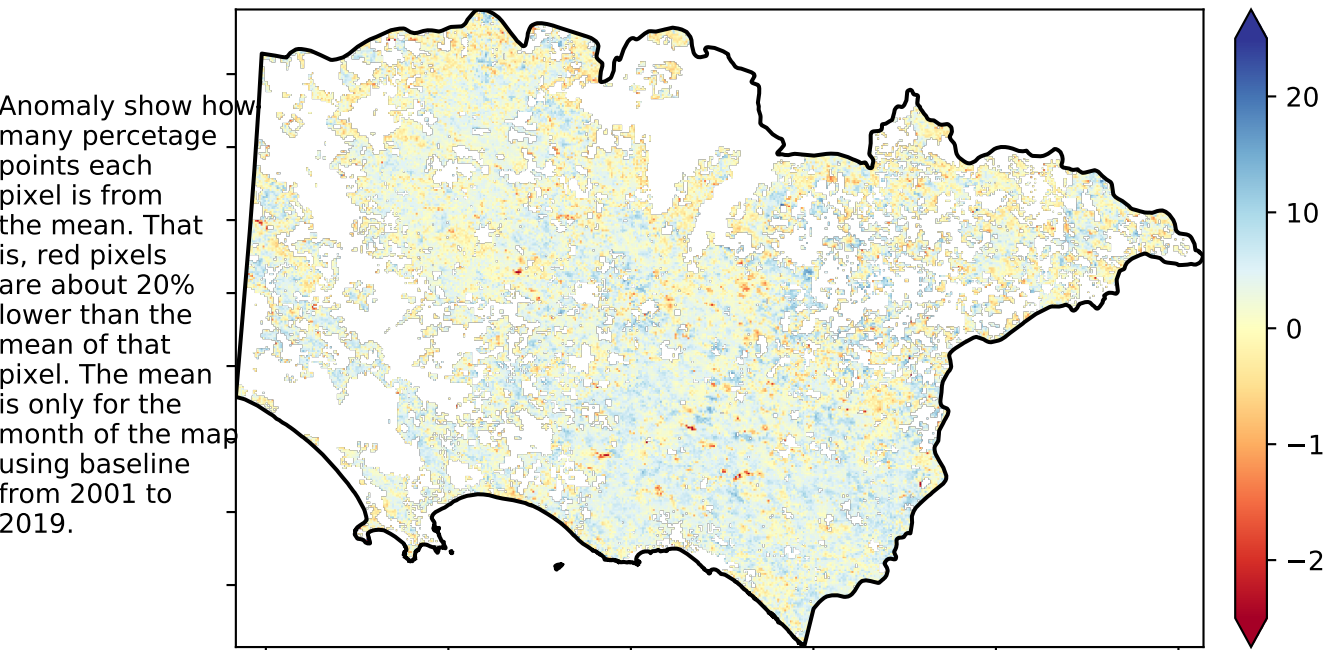 Anomaly show how
many percetage
points each
pixel is from
the mean. That
is, red pixels
are about 20%
lower than the
mean of that
pixel. The mean
is only for the
month of the map
using baseline
from 2001 to
2019.
20
10
0
−1
−2